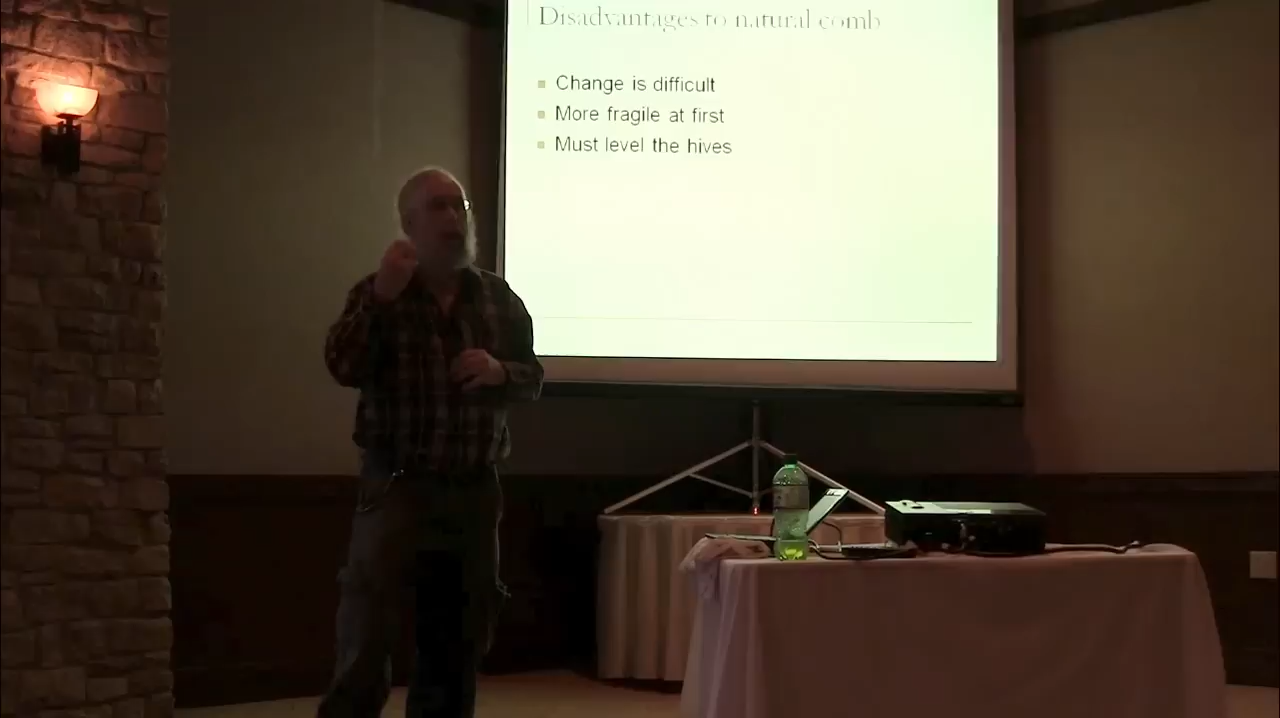 Disadvantages to natural comb
Change is difficult
More fragile at first
Must level the hives